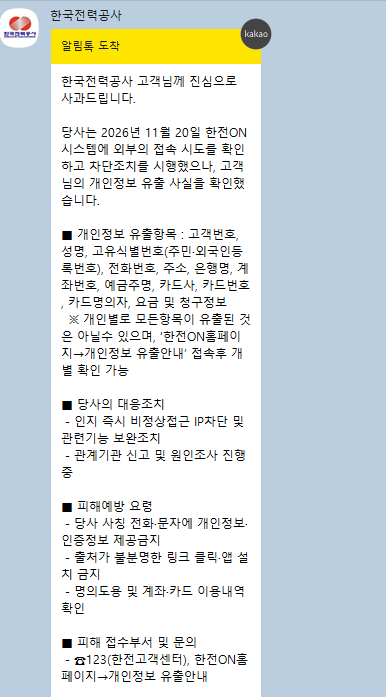 한국전력공사
한국전력공사
알림톡 도착
kakao
한국전력공사 고객님께 진심으로
사과드립니다.
당사는 2026년 11월 20일 한전ON
시스템에 외부의 접속 시도를 확인
하고 차단조치를 시행했으나, 고객
님의 개인정보 유출 사실을 확인했
습니다.
■ 개인정보 유출항목 : 고객번호,
성명, 고유식별번호(주민·외국인등
록번호), 전화번호, 주소, 은행명, 계
좌번호, 예금주명, 카드사, 카드번호
, 카드명의자, 요금 및 청구정보
※ 개인별로 모든항목이 유출된 것
은 아닐수 있으며, '한전ON홈페이
지→개인정보 유출안내' 접속후 개
별 확인 가능
■ 당사의 대응조치
- 인지 즉시 비정상접근 IP차단 및
관련기능 보완조치
- 관계기관 신고 및 원인조사 진행
중
■ 피해예방 요령
- 당사 사칭 전화·문자에 개인정보·
인증정보 제공금지
- 출처가 불분명한 링크 클릭·앱 설
치 금지
- 명의도용 및 계좌·카드 이용내역
확인
■ 피해 접수부서 및 문의
- ☎123(한전고객센터), 한전ON홈
페이지→개인정보 유출안내